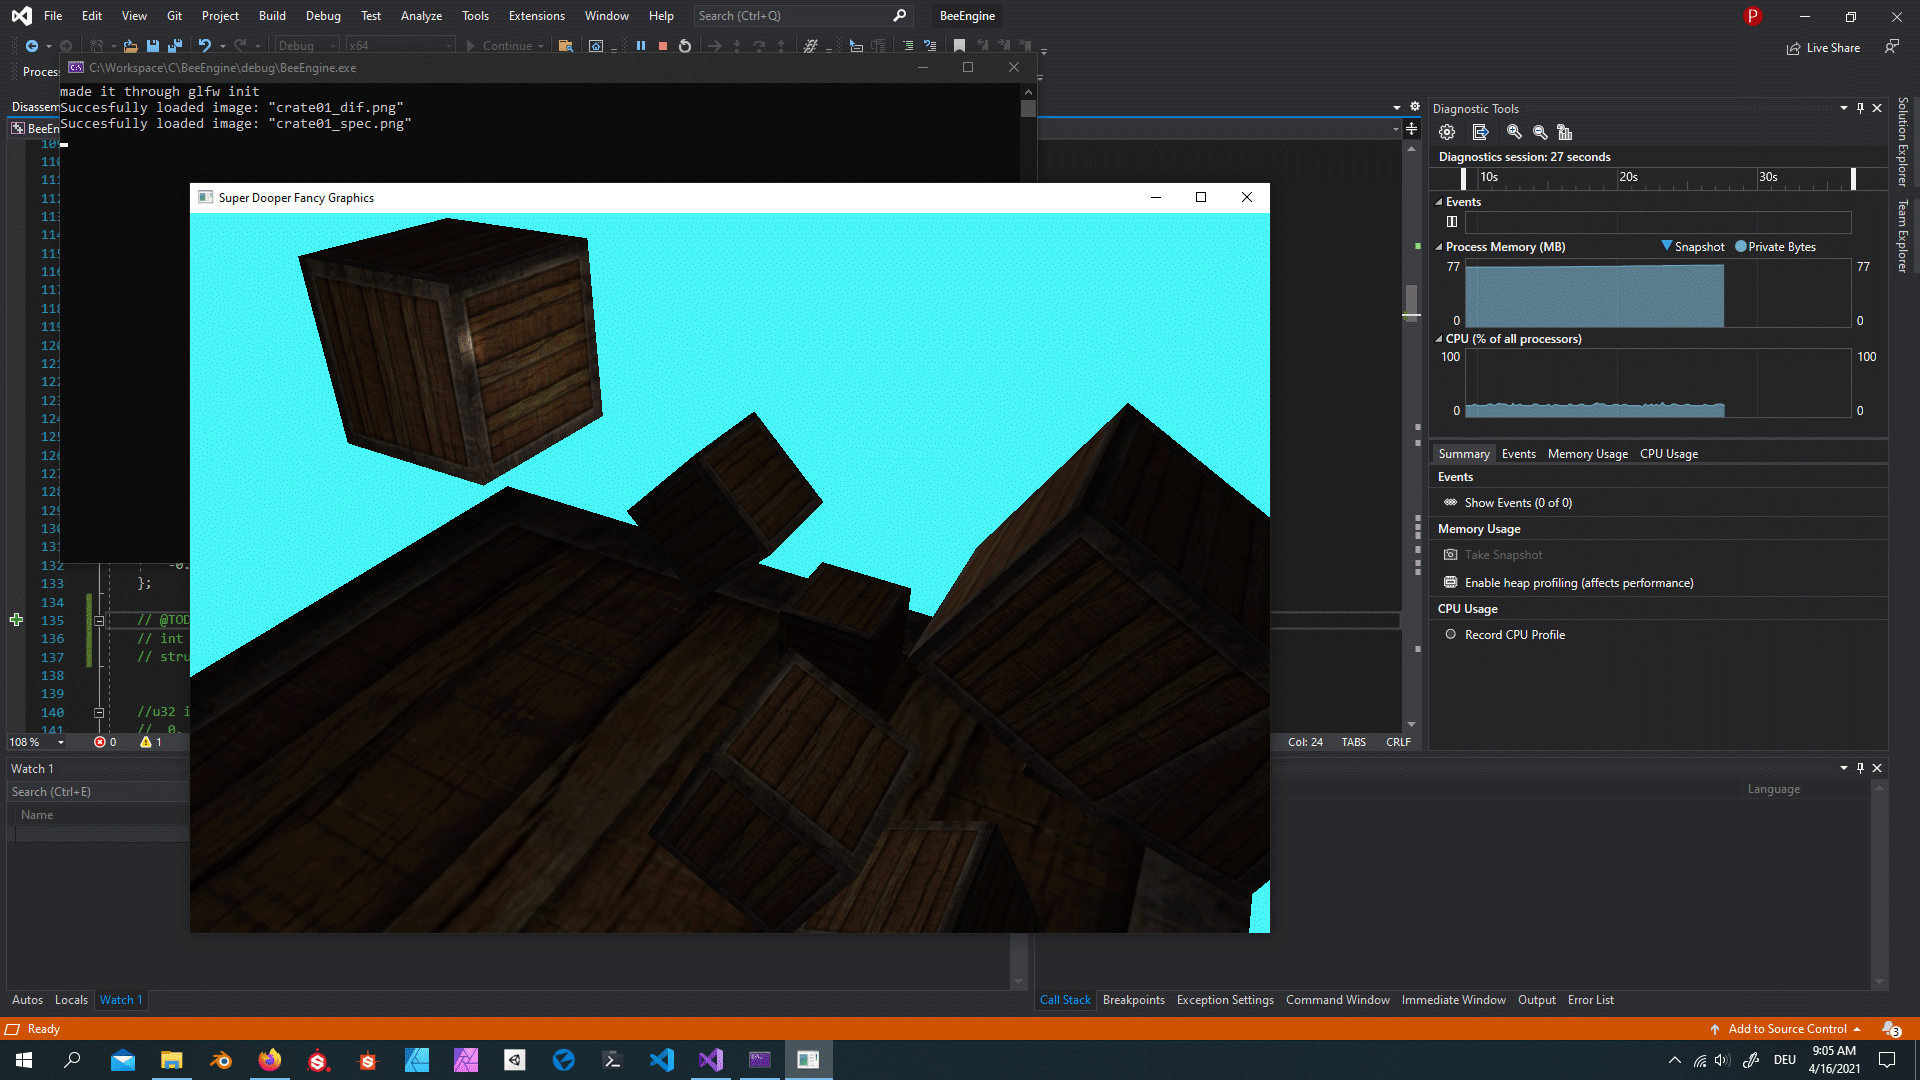 File Edit View Git Project Build Debug Test Analyze Tools Extensions Window Help Search (Ctrl+Q) BeeEngine P
Debug x64 Continue Live Share
Process
C:\Workspace\C\BeeEngine\debug\BeeEngine.exe
made it through glfw init
Succesfully loaded image: "crate01_dif.png"
Succesfully loaded image: "crate01_spec.png"
Disassem
BeeEn
Super Dooper Fancy Graphics
109
110
111
112
113
114
115
116
117
118
119
120
121
122
123
124
125
126
127
128
129
130
131
132 -0.
133 };
134
135 // @TOD
136 // int
137 // stru
138
139
140 //u32 i
141 // 0,
108 % 0 1 Col: 24 TABS CRLF
Diagnostic Tools
Diagnostics session: 27 seconds
10s 20s 30s
Events
Process Memory (MB) Snapshot Private Bytes
77 77
0 0
CPU (% of all processors)
100 100
0 0
Summary Events Memory Usage CPU Usage
Events
Show Events (0 of 0)
Memory Usage
Take Snapshot
Enable heap profiling (affects performance)
CPU Usage
Record CPU Profile
Solution Explorer
Team Explorer
Watch 1
Search (Ctrl+E)
Name
Language
Autos Locals Watch 1
Call Stack Breakpoints Exception Settings Command Window Immediate Window Output Error List
Ready Add to Source Control 3
DEU 9:05 AM
4/16/2021